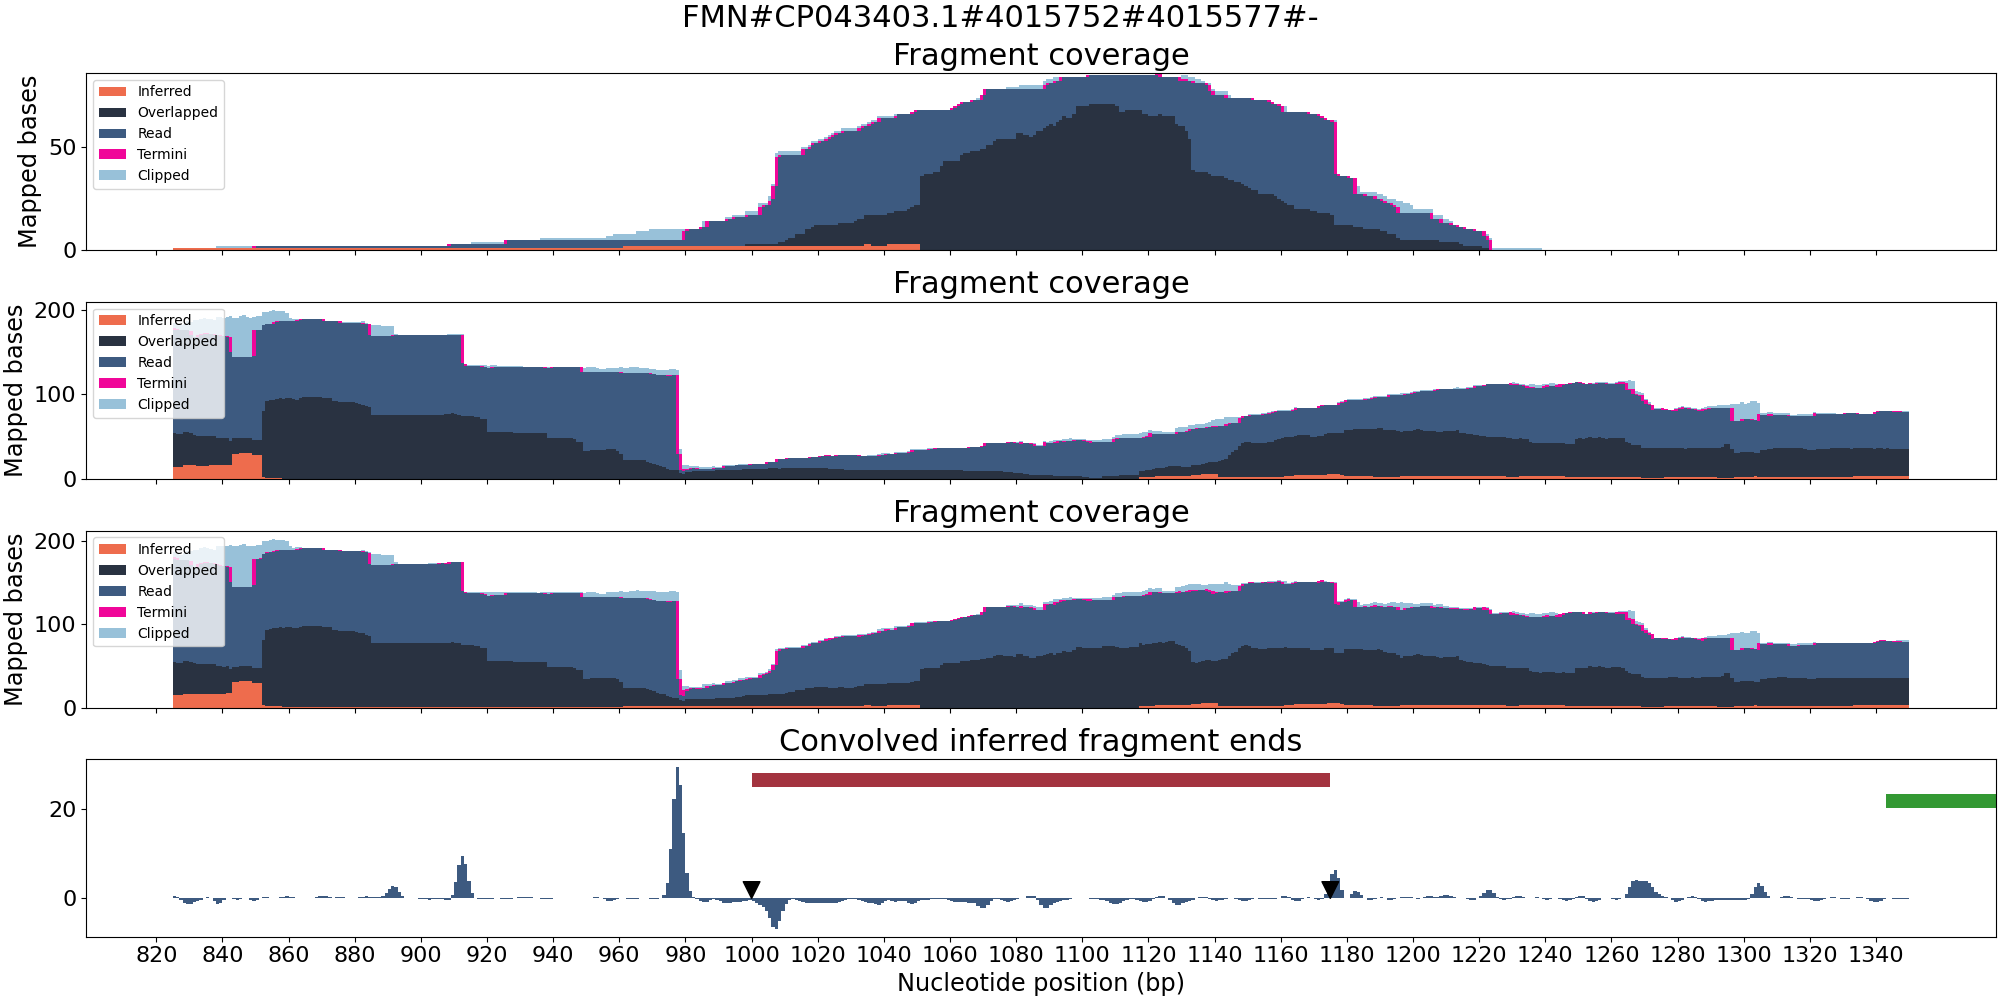 FMN#CP043403.1#4015752#4015577#-
Fragment coverage
Mapped bases
50
0
Inferred
Overlapped
Read
Termini
Clipped
Fragment coverage
Mapped bases
200
100
0
Inferred
Overlapped
Read
Termini
Clipped
Fragment coverage
Mapped bases
200
100
0
Inferred
Overlapped
Read
Termini
Clipped
Convolved inferred fragment ends
20
0
820 840 860 880 900 920 940 960 980 1000 1020 1040 1060 1080 1100 1120 1140 1160 1180 1200 1220 1240 1260 1280 1300 1320 1340
Nucleotide position (bp)